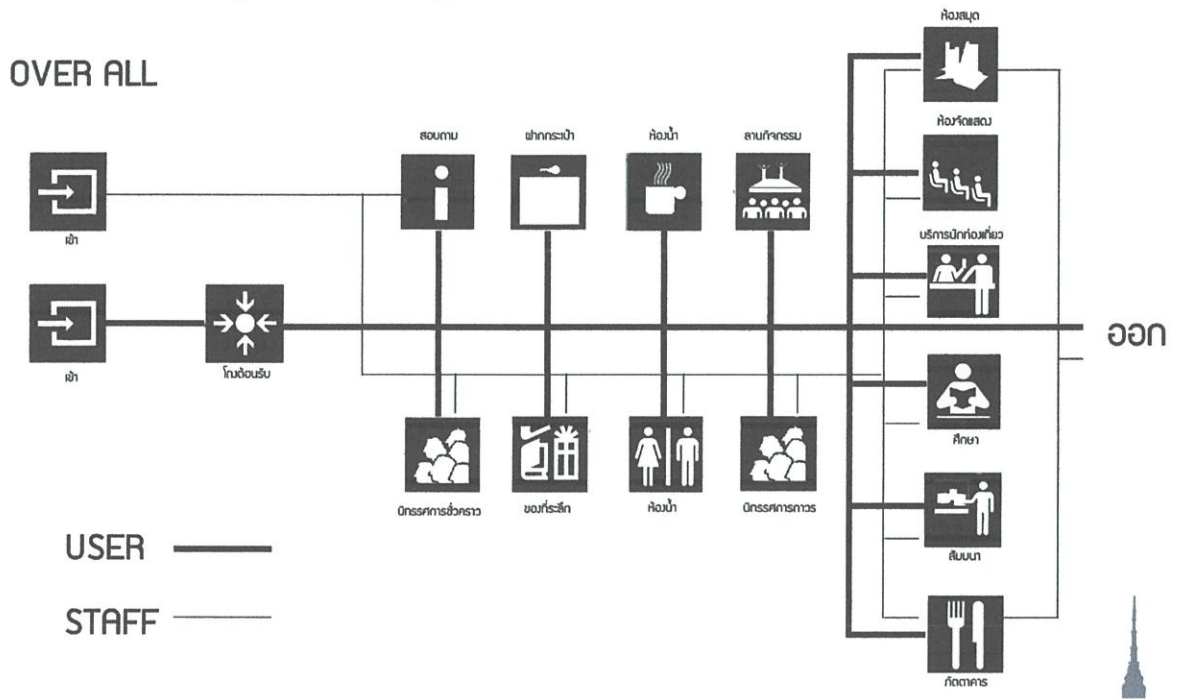 OVER ALL
ห้องสมุด
ห้องจัดแสดง
สอบถาม
ฝากกระเป๋า
ห้องน้ำ
ลานกิจกรรม
เข้า
บริการนักท่องเที่ยว
เข้า
โถงต้อนรับ
ออก
ศึกษา
นิทรรศการชั่วคราว
ของที่ระลึก
ห้องน้ำ
นิทรรศการถาวร
สัมมนา
USER
STAFF
ภัตตาคาร